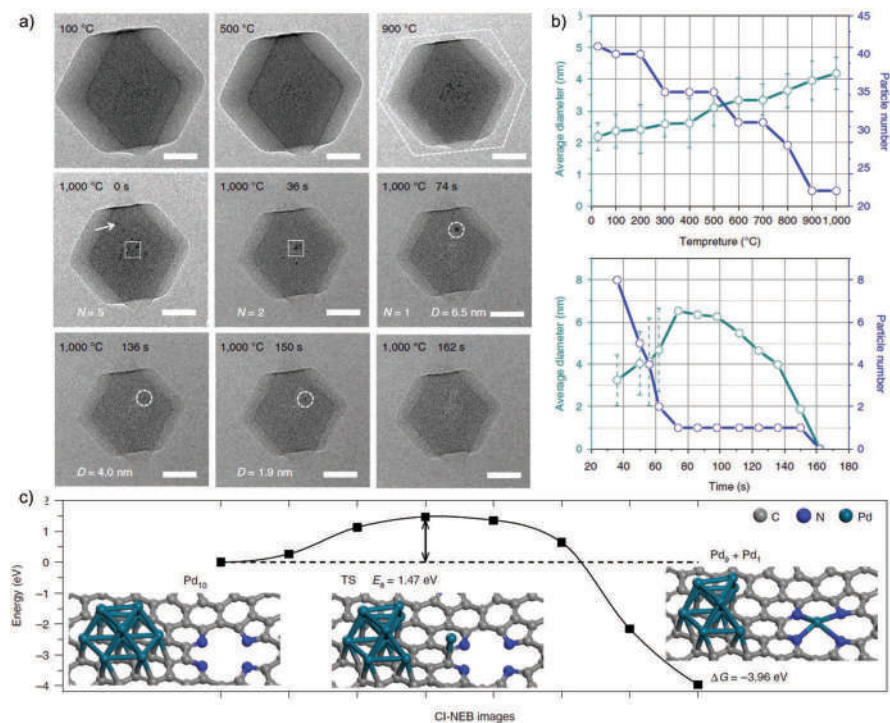 a)
100 °C
500 °C
900 °C
1,000 °C 0 s
N = 5
1,000 °C 36 s
N = 2
1,000 °C 74 s
N = 1 D = 6.5 nm
1,000 °C 136 s
D = 4.0 nm
1,000 °C 150 s
D = 1.9 nm
1,000 °C 162 s
b)
Average diameter (nm)
5
4
3
2
1
0
Particle number
45
40
35
30
25
20
0 100 200 300 400 500 600 700 800 900 1,000
Tempreture (°C)
Average diameter (nm)
8
6
4
2
0
Particle number
8
6
4
2
0
20 40 60 80 100 120 140 160 180
Time (s)
c)
Energy (eV)
2
1
0
−1
−2
−3
−4
C N Pd
Pd10
TS
E8 = 1.47 eV
Pd9 + Pd1
ΔG = −3.96 eV
CI-NEB images